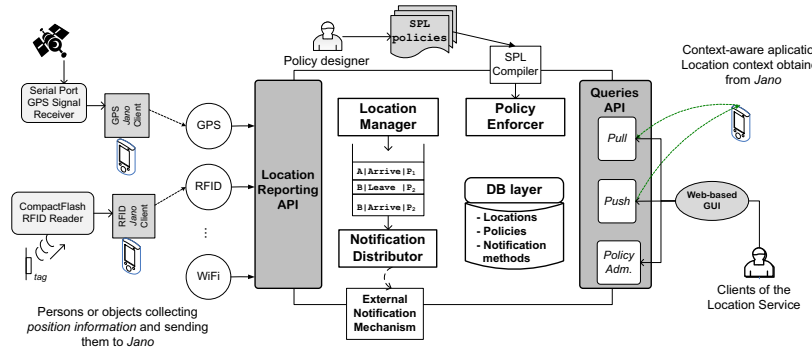 SPL
policies
Policy designer
SPL
Compiler
Context-aware aplication
Location context obtaine
from Jano
Serial Port
GPS Signal
Receiver
GPS
Jano
Client
GPS
Location
Manager
Policy
Enforcer
Queries
API
Pull
A|Arrive|P1
B|Leave |P2
B|Arrive|P2
Location
Reporting
API
CompactFlash
RFID Reader
RFID
Jano
Client
RFID
DB layer
- Locations
- Policies
- Notification
methods
Push
Web-based
GUI
tag
...
Notification
Distributor
Policy
Adm.
WiFi
External
Notification
Mechanism
Clients of the
Location Service
Persons or objects collecting
position information and sending
them to Jano